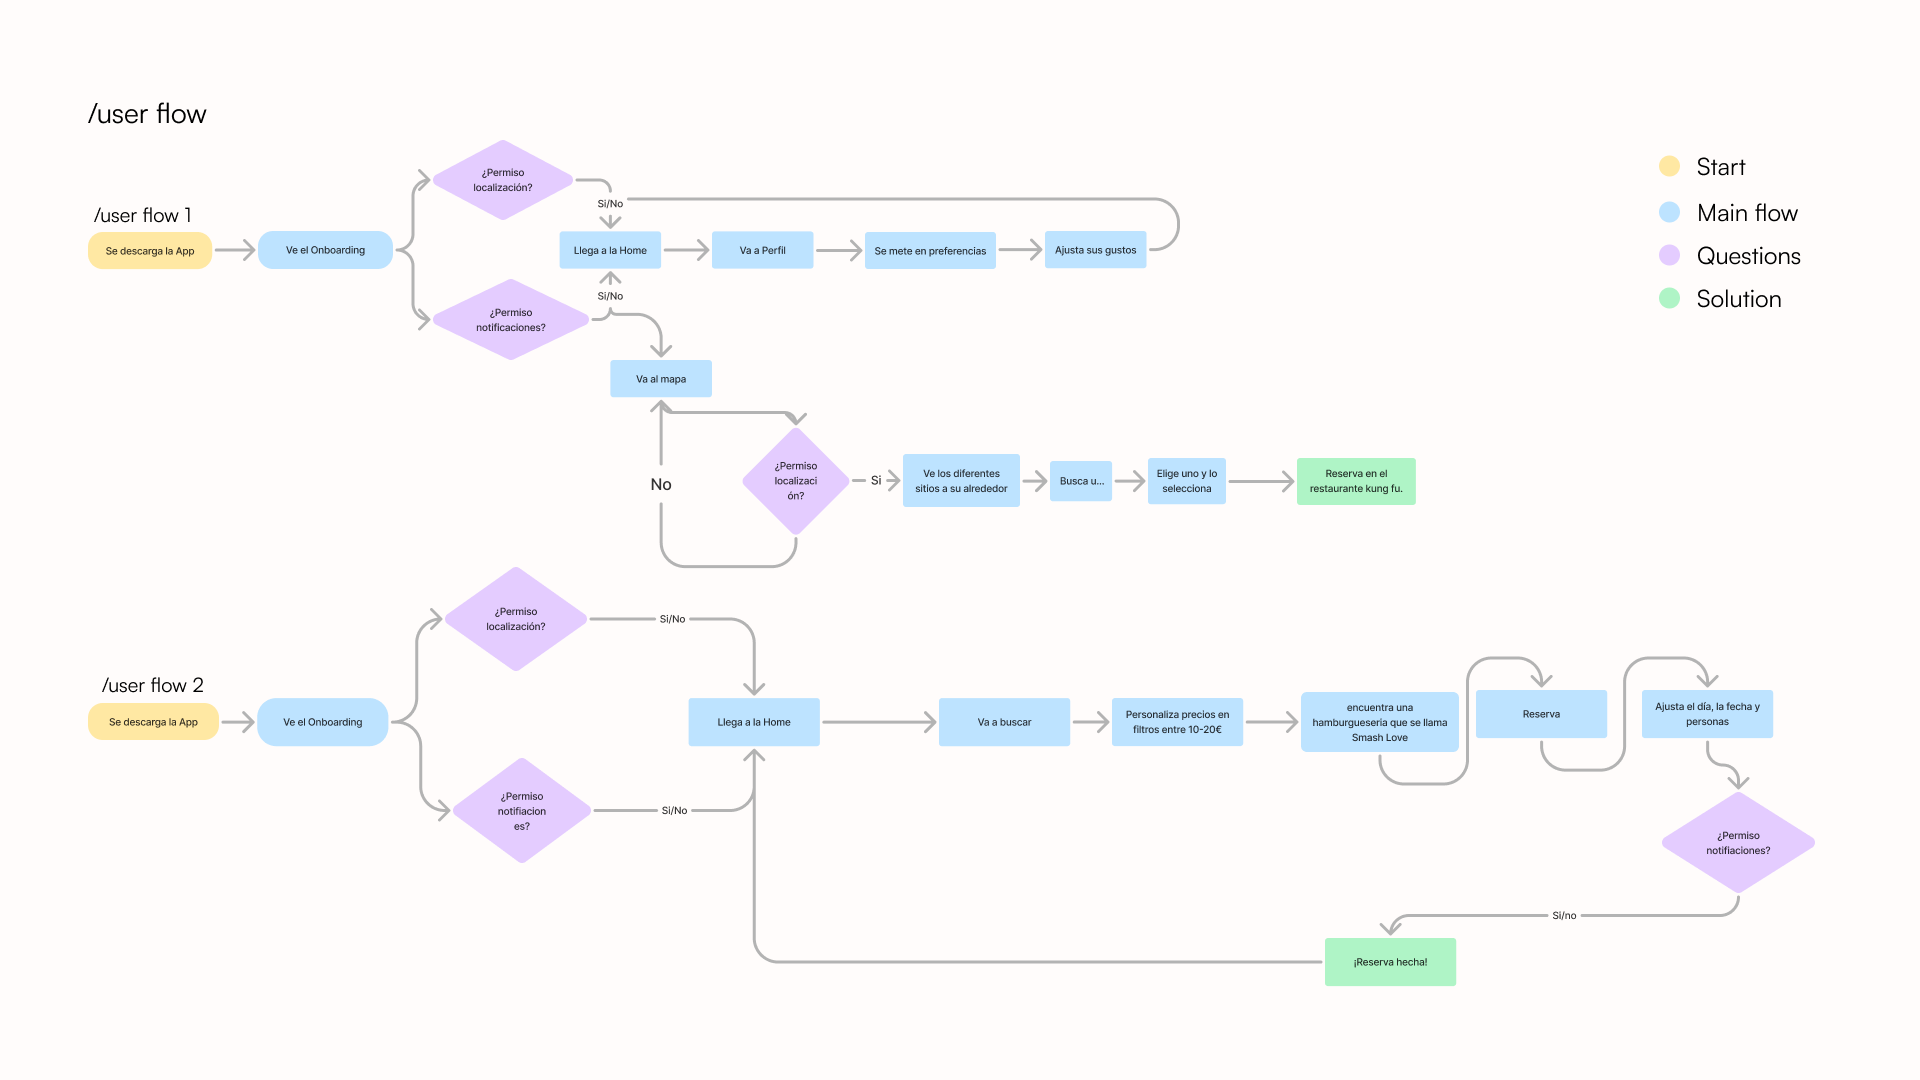 /user flow
Start
Main flow
Questions
Solution
/user flow 1
Se descarga la App
Ve el Onboarding
¿Permiso
localización?
Si/No
Llega a la Home
Va a Perfil
Se mete en preferencias
Ajusta sus gustos
Si/No
¿Permiso
notificaciones?
Va al mapa
No
¿Permiso
localizaci
ón?
Si
Ve los diferentes
sitios a su alrededor
Busca u...
Elige uno y lo
selecciona
Reserva en el
restaurante kung fu.
/user flow 2
Se descarga la App
Ve el Onboarding
¿Permiso
localización?
Si/No
¿Permiso
notifiacion
es?
Si/No
Llega a la Home
Va a buscar
Personaliza precios en
filtros entre 10-20€
encuentra una
hamburgueseria que se llama
Smash Love
Reserva
Ajusta el día, la fecha y
personas
¿Permiso
notifiaciones?
Si/no
¡Reserva hecha!